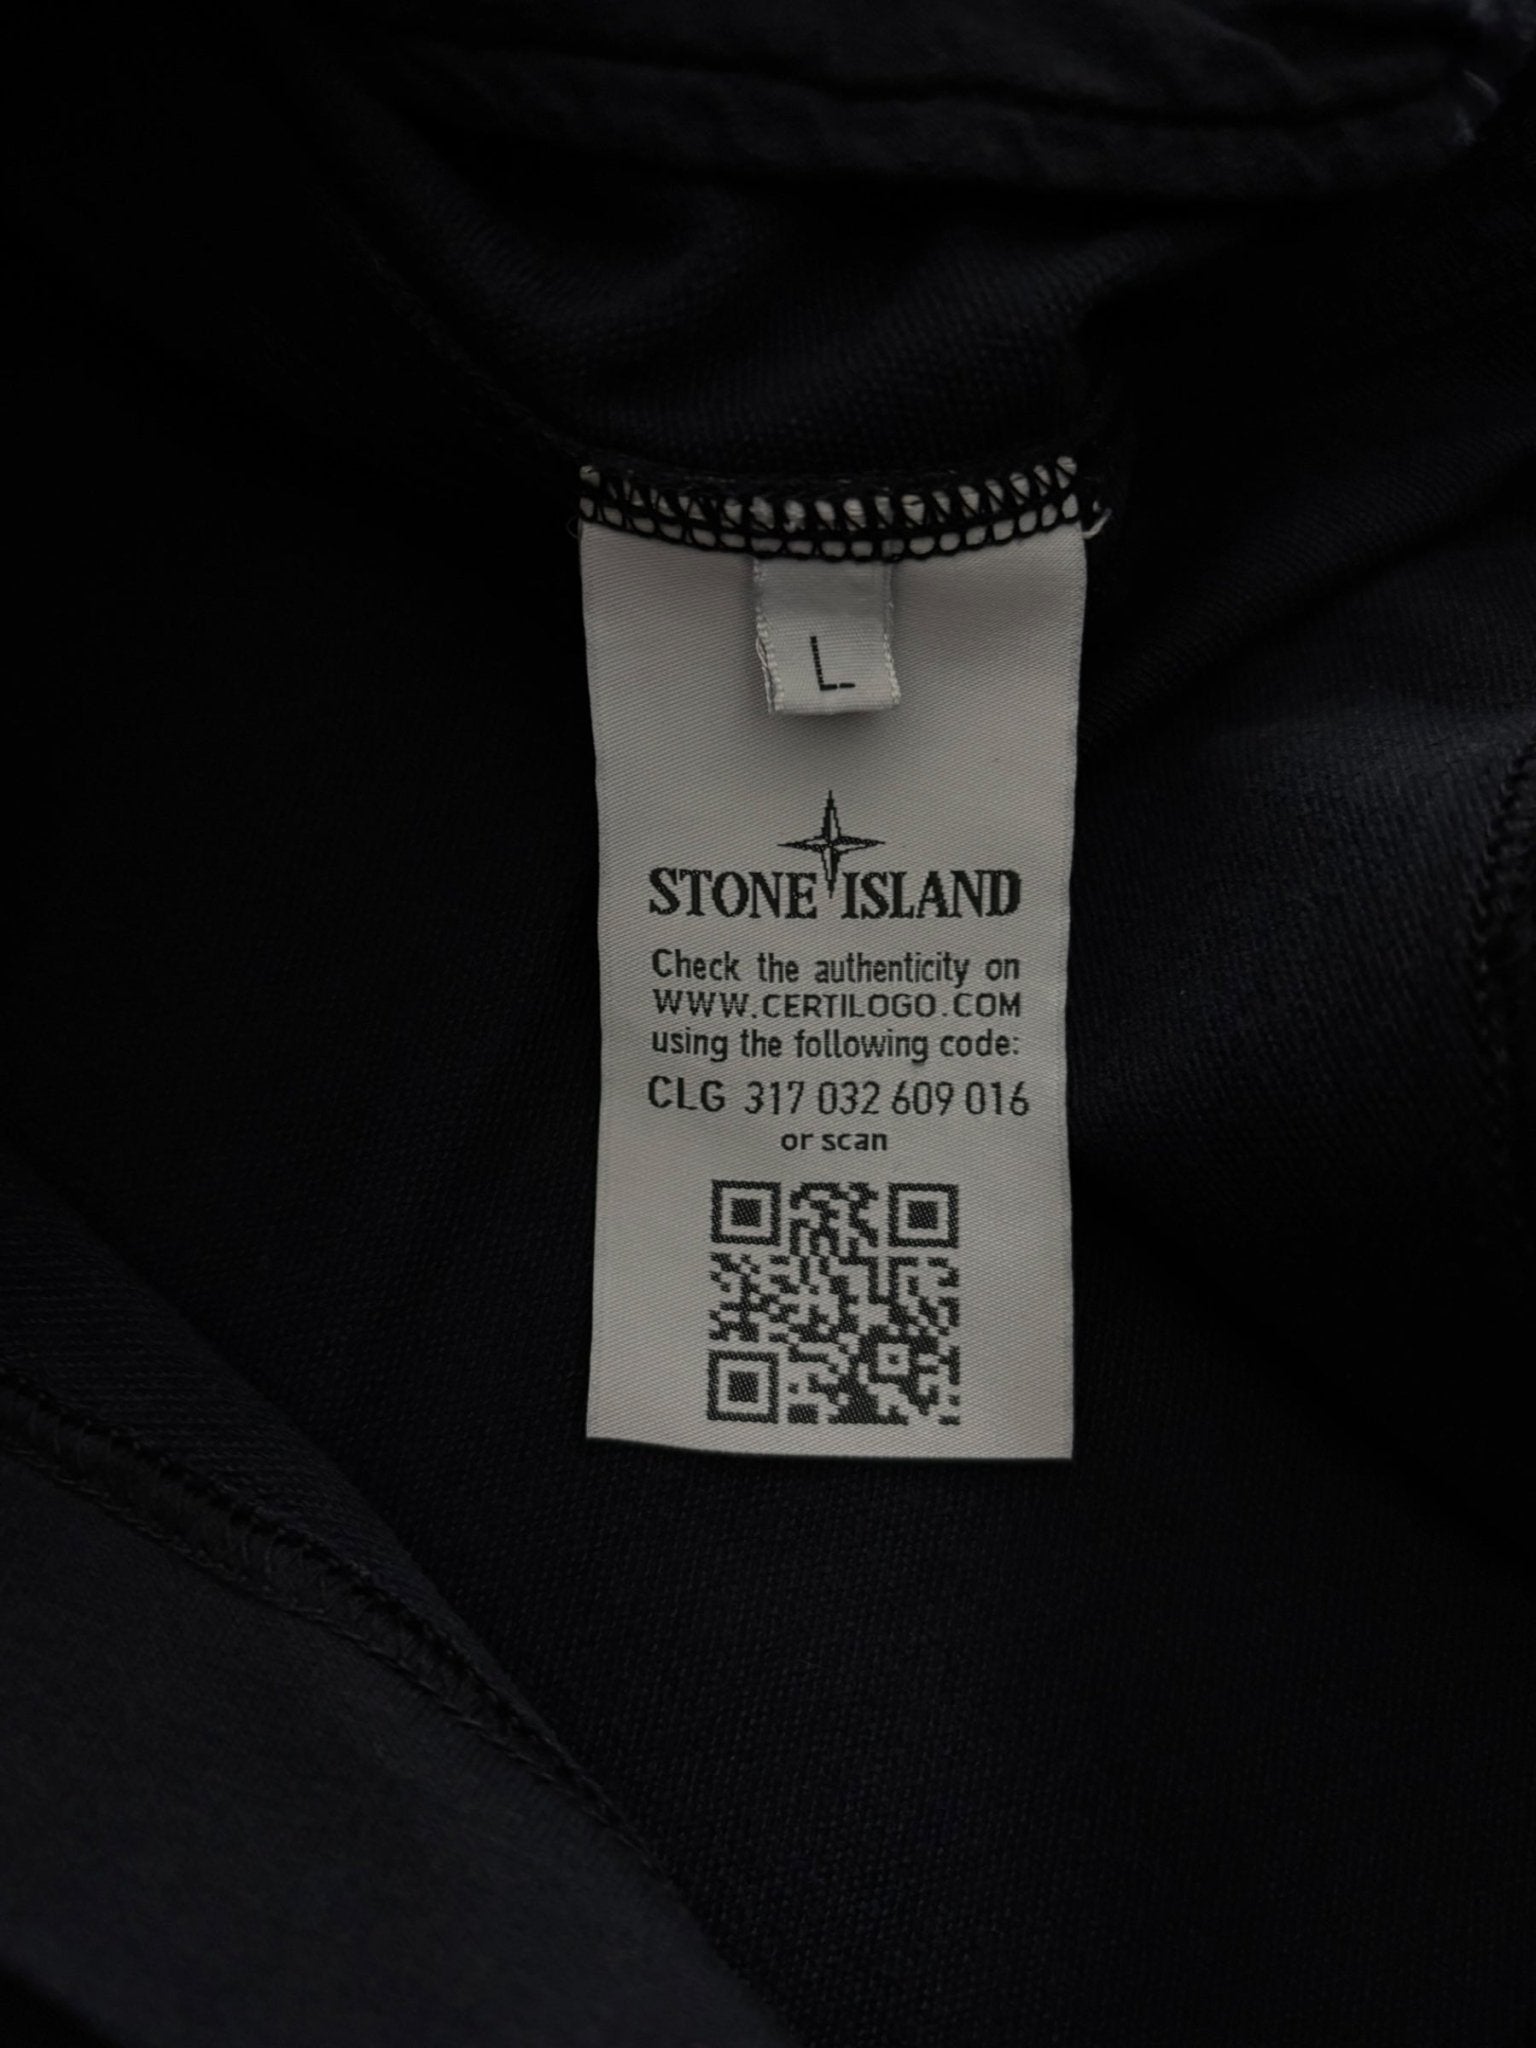 L
STONE ISLAND
Check the authenticity on
WWW.CERTILOGO.COM
using the following code:
CLG 317 032 609 016
or scan